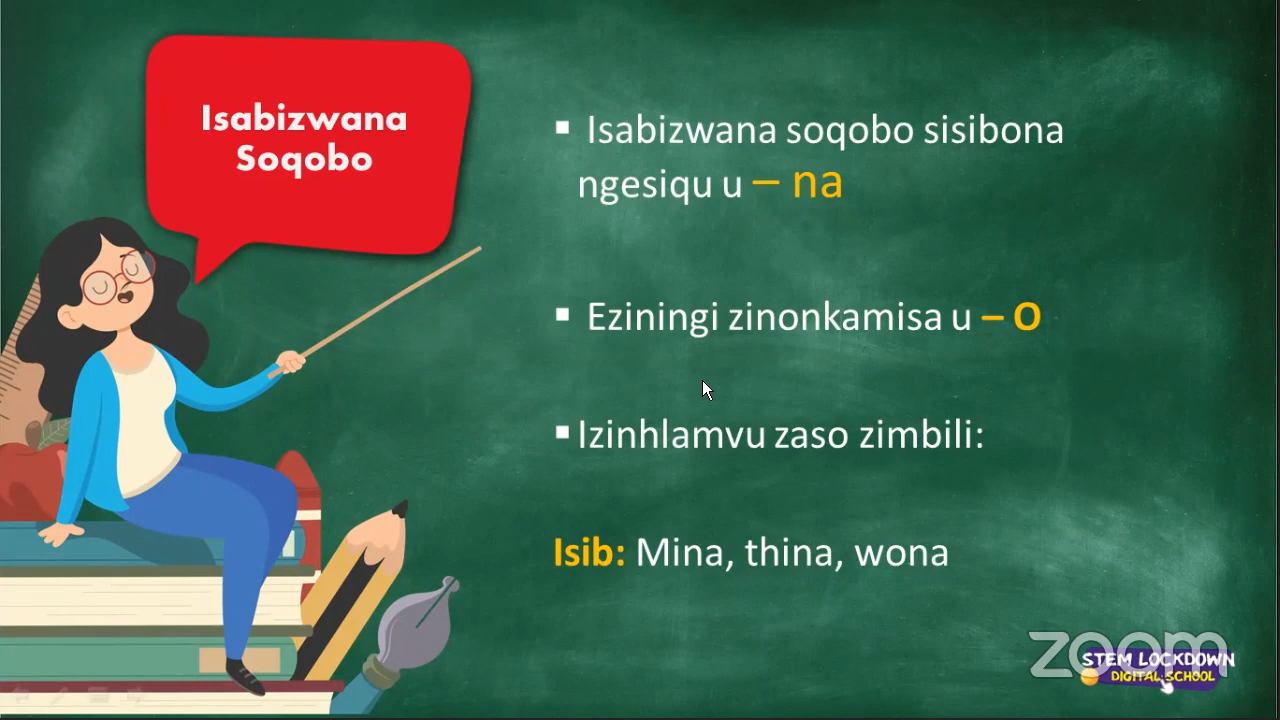 Isabizwana
Soqobo
▪ Isabizwana soqobo sisibona
ngesiqu u – na
▪ Eziningi zinonkamisa u – O
▪ Izinhlamvu zaso zimbili:
Isib: Mina, thina, wona
zoom
STEM LOCKDOWN
DIGITAL SCHOOL